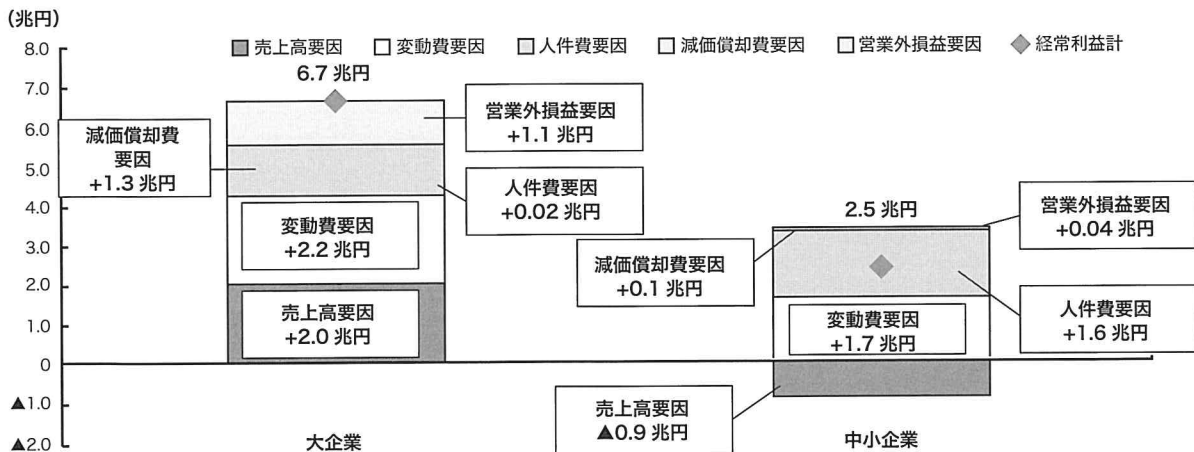 (兆円)
8.0
7.0
6.0
5.0
4.0
3.0
2.0
1.0
0
▲1.0
▲2.0
売上高要因 変動費要因 人件費要因 減価償却費要因 営業外損益要因 経常利益計
6.7 兆円
営業外損益要因
+1.1 兆円
減価償却費
要因
+1.3 兆円
人件費要因
+0.02 兆円
変動費要因
+2.2 兆円
売上高要因
+2.0 兆円
大企業
2.5 兆円
営業外損益要因
+0.04 兆円
減価償却費要因
+0.1 兆円
人件費要因
+1.6 兆円
変動費要因
+1.7 兆円
売上高要因
▲0.9 兆円
中小企業